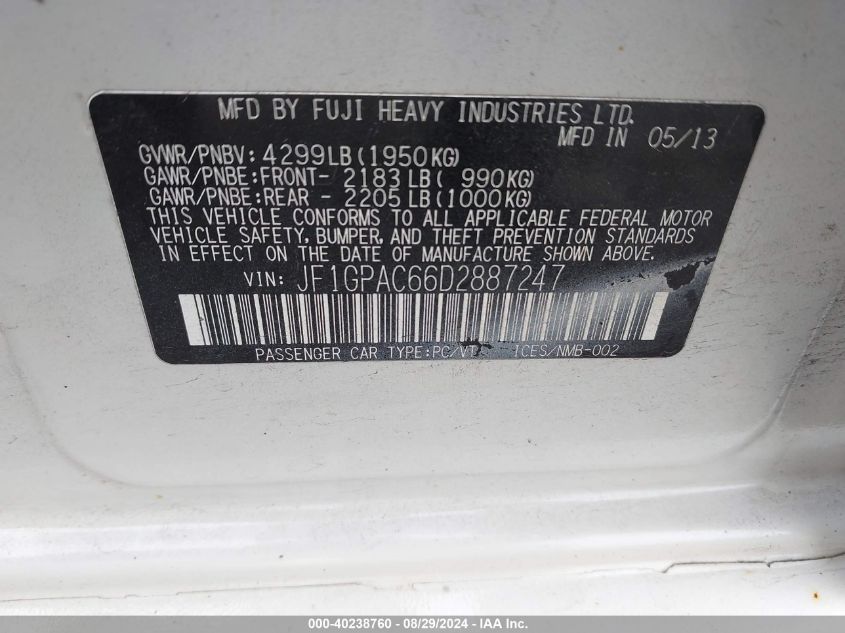 MFD BY FUJI HEAVY INDUSTRIES LTD.
MFD IN 05/13
GVWR/PNBV: 4299LB(1950KG)
GAWR/PNBE:FRONT- 2183LB( 990KG)
GAWR/PNBE:REAR - 2205LB(1000KG)
THIS VEHICLE CONFORMS TO ALL APPLICABLE FEDERAL MOTOR
VEHICLE SAFETY, BUMPER, AND THEFT PREVENTION STANDARDS
IN EFFECT ON THE DATE OF MANUFACTURE SHOWN ABOVE.
VIN: JF1GPAC66D2887247
PASSENGER CAR TYPE:PC/VT ICES/NMB-002
000-40238760 - 08/29/2024 - IAAI.com